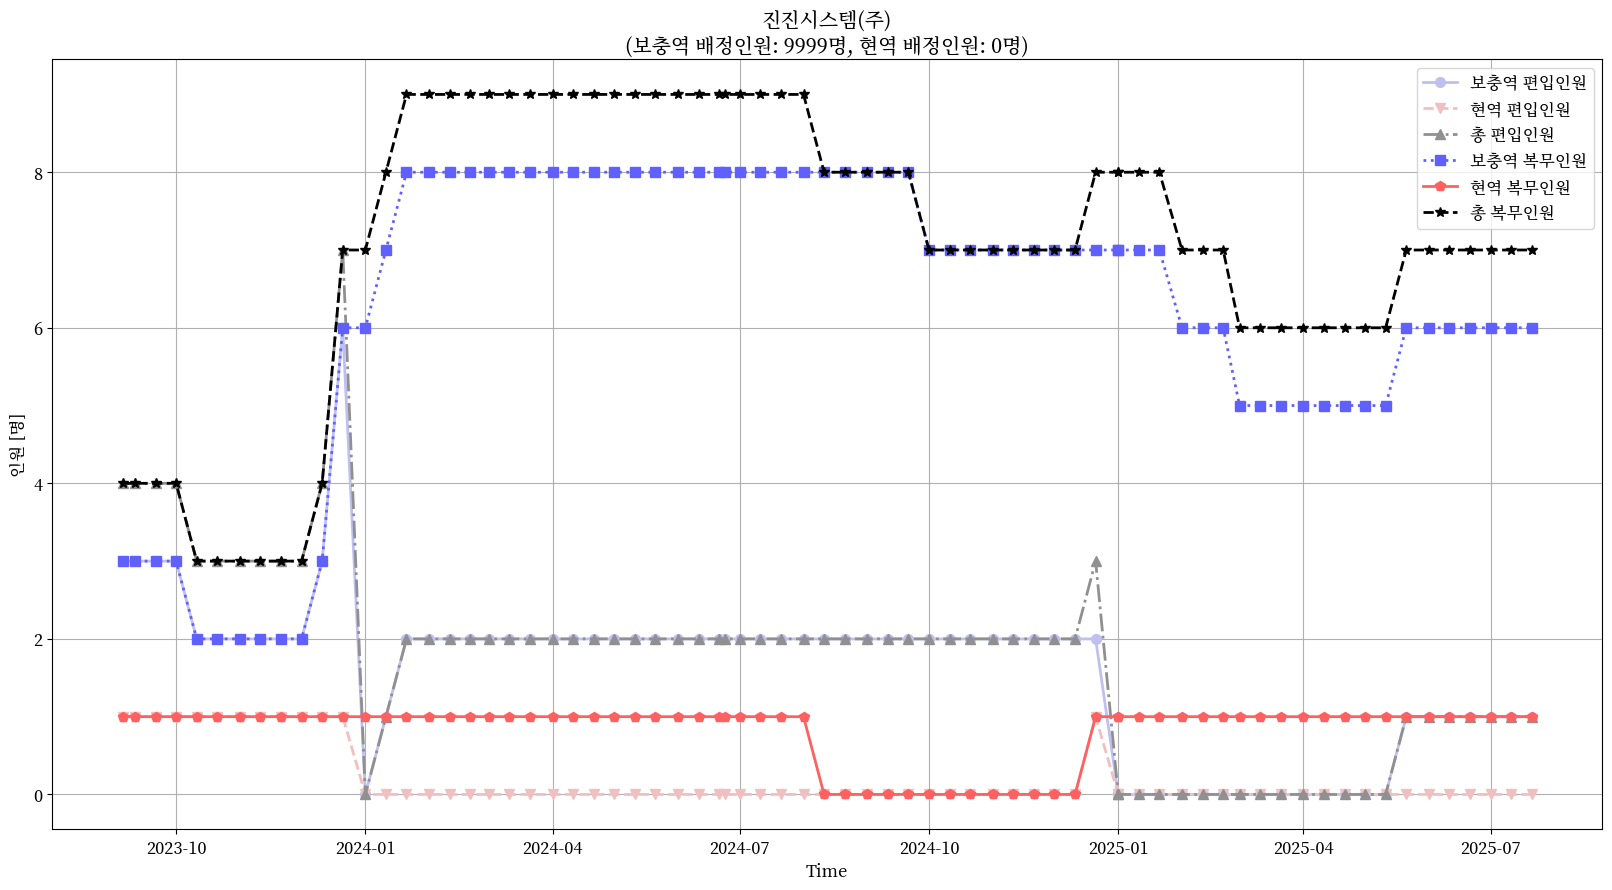 진진시스템(주)
(보충역 배정인원: 9999명, 현역 배정인원: 0명)
보충역 편입인원
현역 편입인원
총 편입인원
보충역 복무인원
현역 복무인원
총 복무인원
인원 [명]
8
6
4
2
0
2023-10
2024-01
2024-04
2024-07
2024-10
2025-01
2025-04
2025-07
Time